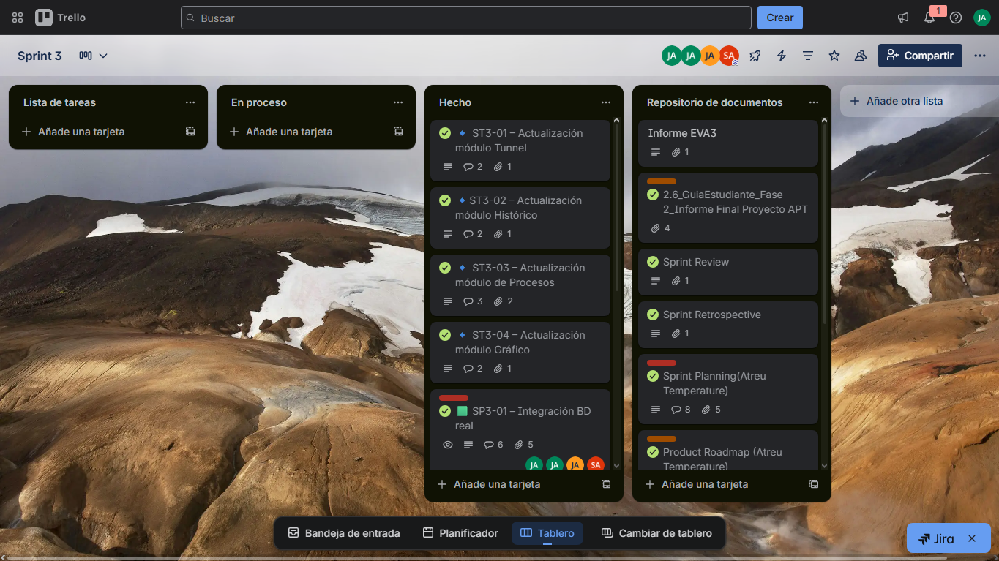 Trello
Buscar
Crear
1
JA
Sprint 3
JA JA JA SA
Compartir
Lista de tareas
Añade una tarjeta
En proceso
Añade una tarjeta
Hecho
ST3-01 – Actualización
módulo Tunnel
2 1
ST3-02 – Actualización
módulo Histórico
2 1
ST3-03 – Actualización
módulo de Procesos
3 2
ST3-04 – Actualización
módulo Gráfico
2 1
SP3-01 – Integración BD
real
6 5
JA JA JA SA
Añade una tarjeta
Repositorio de documentos
Informe EVA3
1
2.6_GuiaEstudiante_Fase
2_Informe Final Proyecto APT
4
Sprint Review
1
Sprint Retrospective
1
Sprint Planning(Atreu
Temperature)
8 5
Product Roadmap (Atreu
Temperature)
Añade una tarjeta
Añade otra lista
Bandeja de entrada
Planificador
Tablero
Cambiar de tablero
Jira